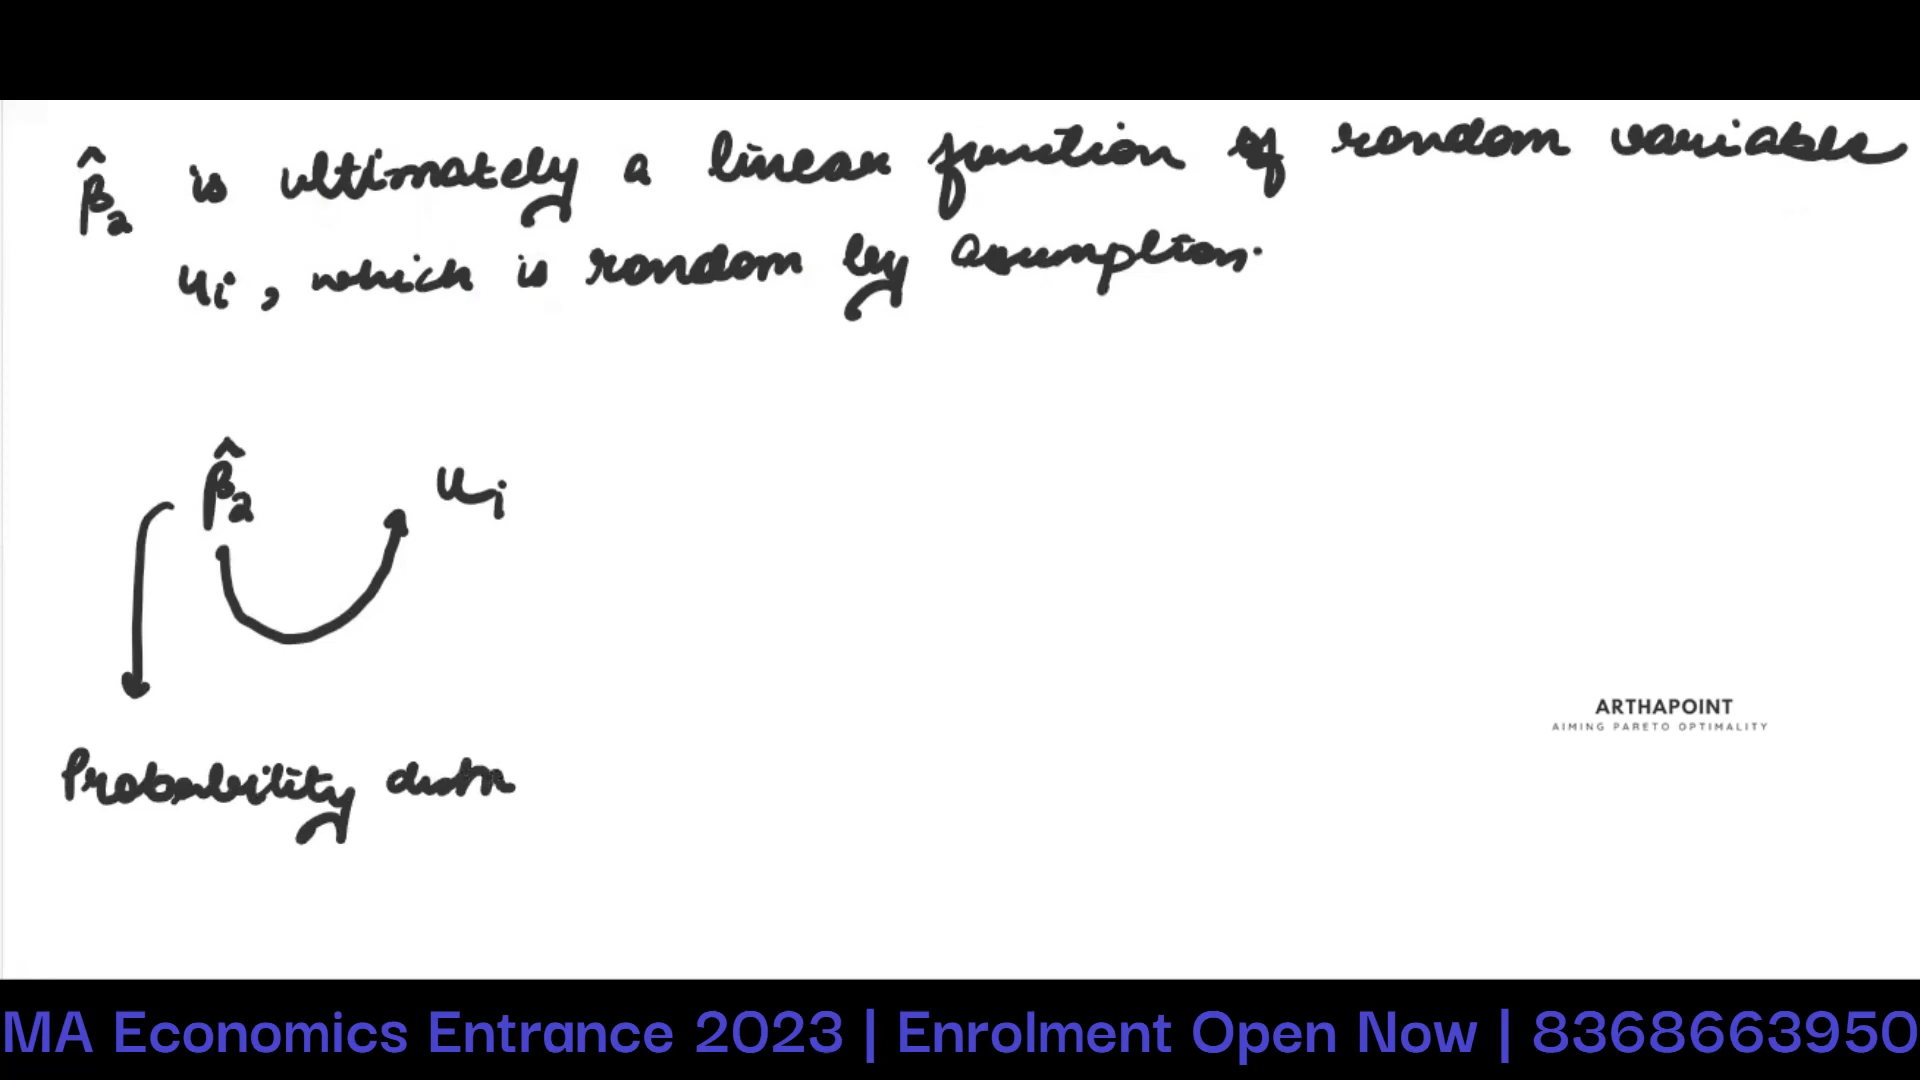 β̂₂ is ultimately a linear function of random variable
uᵢ, which is random by assumption.
β̂₂ uᵢ
ARTHAPOINT
AIMING PARETO OPTIMALITY
Probability distn
MA Economics Entrance 2023 | Enrolment Open Now | 8368663950